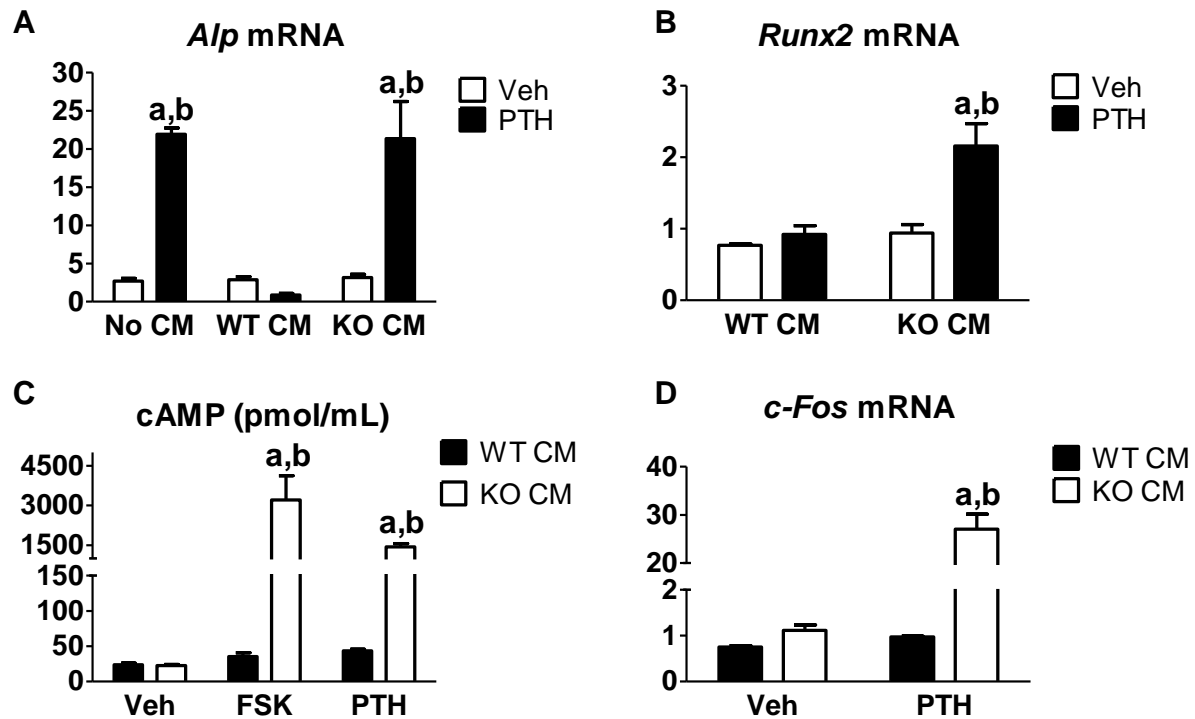 A
Alp mRNA
30
25
20
15
10
5
0
a,b
a,b
No CM
WT CM
KO CM
Veh
PTH
B
Runx2 mRNA
3
2
1
0
a,b
WT CM
KO CM
Veh
PTH
C
cAMP (pmol/mL)
4500
3000
1500
150
100
50
0
a,b
a,b
Veh
FSK
PTH
WT CM
KO CM
D
c-Fos mRNA
40
30
20
2
1
0
a,b
Veh
PTH
WT CM
KO CM